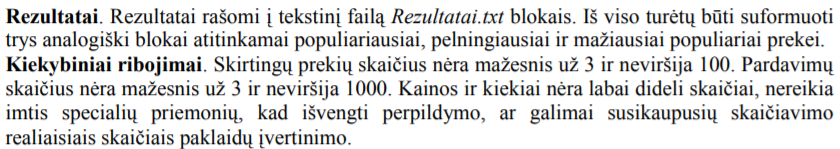 Rezultatai. Rezultatai rašomi į tekstinį failą Rezultatai.txt blokais. Iš viso turėtų būti suformuoti
trys analogiški blokai atitinkamai populiariausiai, pelningiausiai ir mažiausiai populiariai prekei.
Kiekybiniai ribojimai. Skirtingų prekių skaičius nėra mažesnis už 3 ir neviršija 100. Pardavimų
skaičius nėra mažesnis už 3 ir neviršija 1000. Kainos ir kiekiai nėra labai dideli skaičiai, nereikia
imtis specialių priemonių, kad išvengti perpildymo, ar galimai susikaupusių skaičiavimo
realiaisiais skaičiais paklaidų įvertinimo.